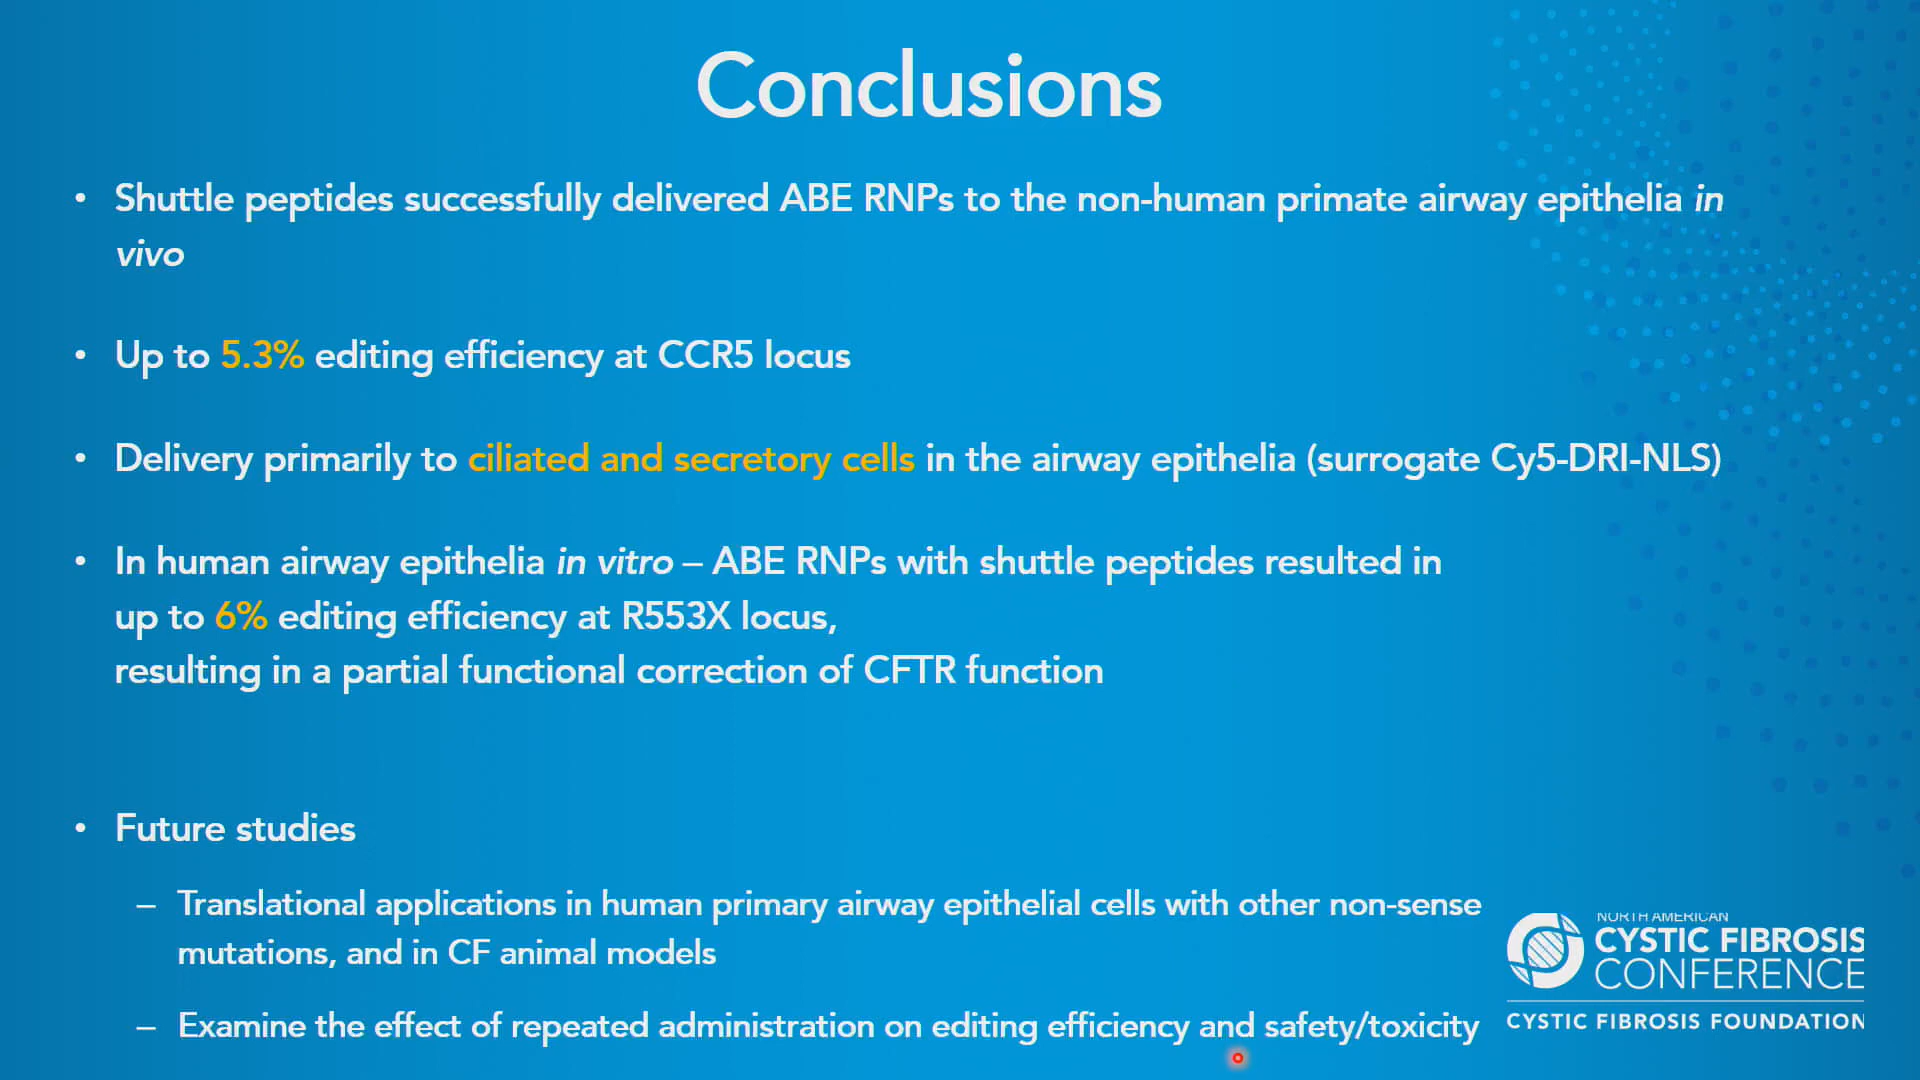 Conclusions
• Shuttle peptides successfully delivered ABE RNPs to the non-human primate airway epithelia in
vivo
• Up to 5.3% editing efficiency at CCR5 locus
• Delivery primarily to ciliated and secretory cells in the airway epithelia (surrogate Cy5-DRI-NLS)
• In human airway epithelia in vitro – ABE RNPs with shuttle peptides resulted in
up to 6% editing efficiency at R553X locus,
resulting in a partial functional correction of CFTR function
• Future studies
– Translational applications in human primary airway epithelial cells with other non-sense
mutations, and in CF animal models
– Examine the effect of repeated administration on editing efficiency and safety/toxicity
NORTH AMERICAN
CYSTIC FIBROSIS
CONFERENCE
CYSTIC FIBROSIS FOUNDATION